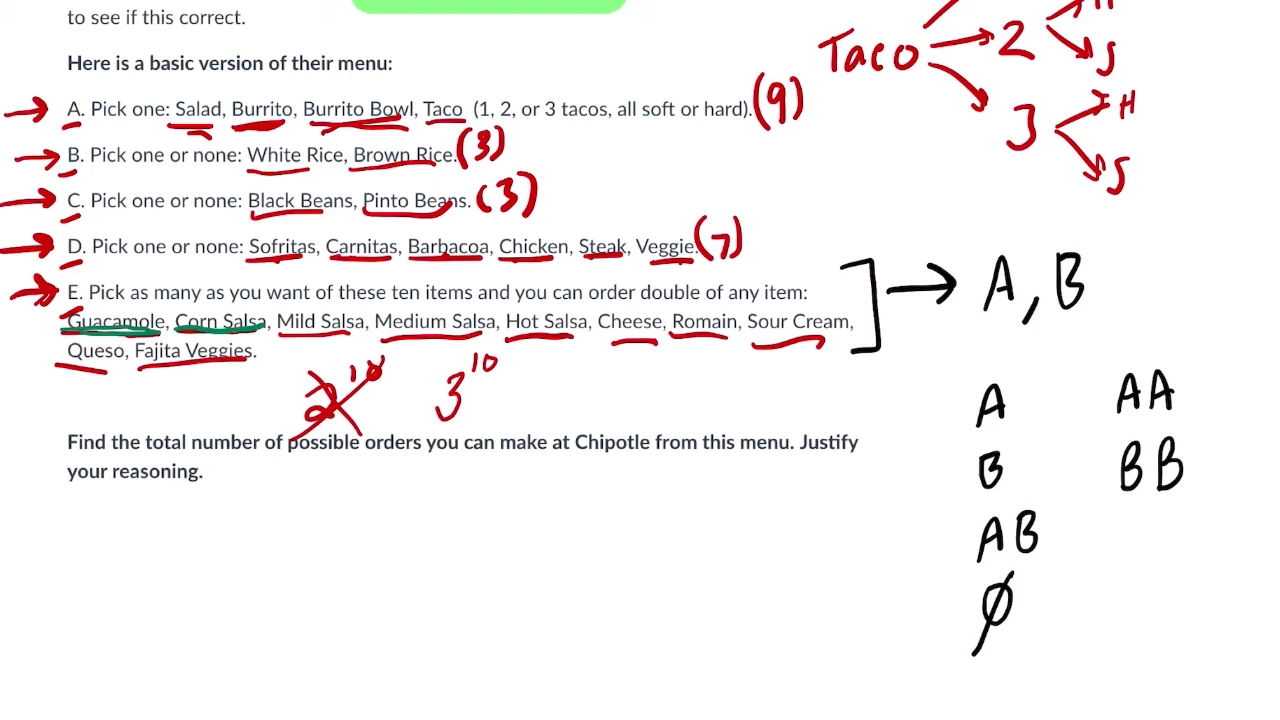 to see if this correct.
Here is a basic version of their menu:
A. Pick one: Salad, Burrito, Burrito Bowl, Taco (1, 2, or 3 tacos, all soft or hard). (9)
B. Pick one or none: White Rice, Brown Rice. (3)
C. Pick one or none: Black Beans, Pinto Beans. (3)
D. Pick one or none: Sofritas, Carnitas, Barbacoa, Chicken, Steak, Veggie. (7)
E. Pick as many as you want of these ten items and you can order double of any item:
Guacamole, Corn Salsa, Mild Salsa, Medium Salsa, Hot Salsa, Cheese, Romain, Sour Cream,
Queso, Fajita Veggies.
2^10 3^10
Find the total number of possible orders you can make at Chipotle from this menu. Justify
your reasoning.
H
Taco 2 S
3 H
S
A, B
A AA
B BB
AB
∅